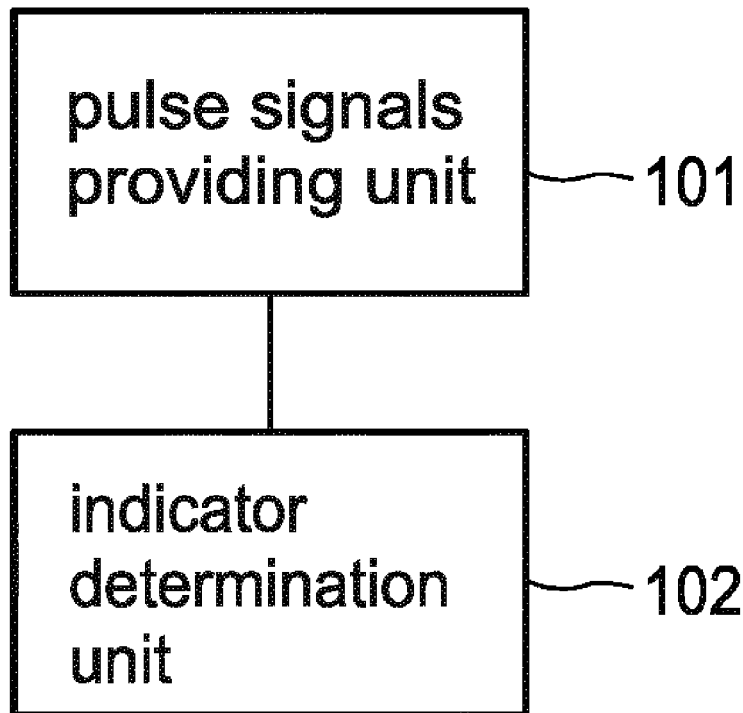 pulse signals
providing unit
101
indicator
determination
unit
102